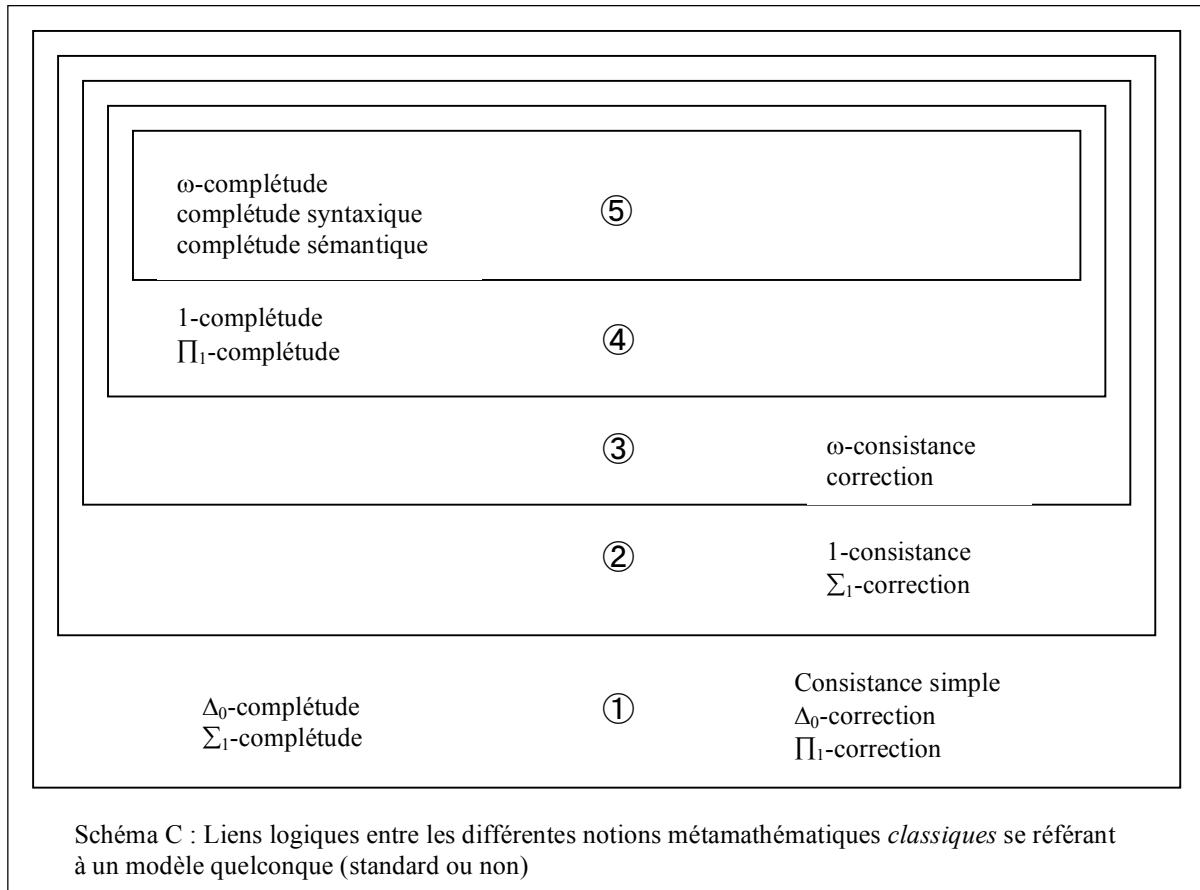 ω-complétude
complétude syntaxique
complétude sémantique
⑤
1-complétude
∏₁-complétude
④
③
ω-consistance
correction
②
1-consistance
∑₁-correction
Δ₀-complétude
∑₁-complétude
①
Consistance simple
Δ₀-correction
∏₁-correction
Schéma C : Liens logiques entre les différentes notions métamathématiques classiques se référant
à un modèle quelconque (standard ou non)